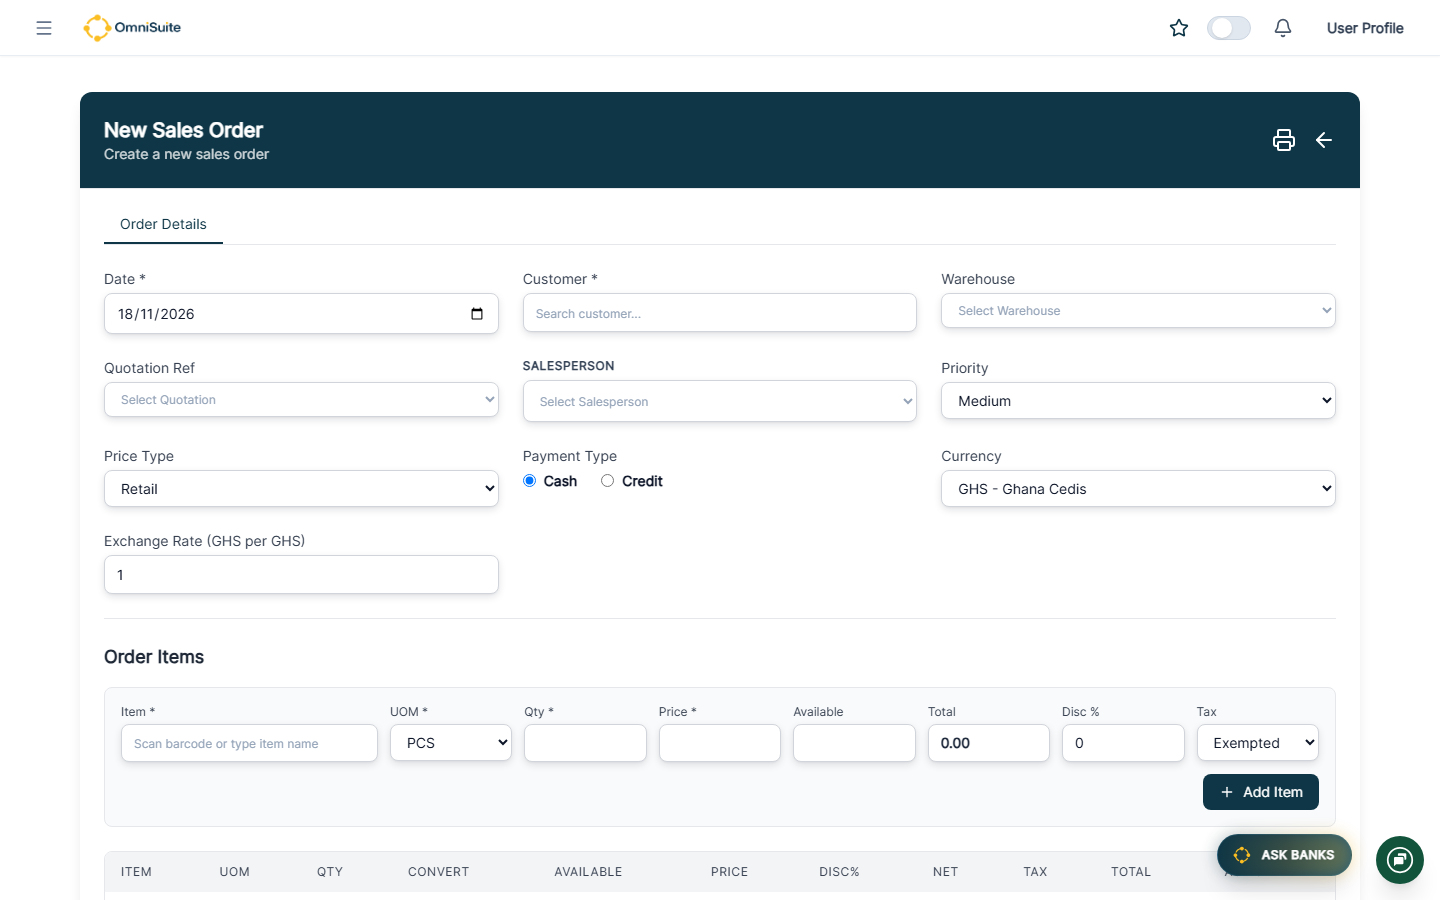 OmniSuite
User Profile
New Sales Order
Create a new sales order
Order Details
Date *
Customer *
Warehouse
18/11/2026
Search customer...
Select Warehouse
Quotation Ref
SALESPERSON
Priority
Select Quotation
Select Salesperson
Medium
Price Type
Payment Type
Currency
Retail
Cash
Credit
GHS - Ghana Cedis
Exchange Rate (GHS per GHS)
1
Order Items
Item *
UOM *
Qty *
Price *
Available
Total
Disc %
Tax
Scan barcode or type item name
PCS
0.00
0
Exempted
Add Item
ASK BANKS
ITEM UOM QTY CONVERT AVAILABLE PRICE DISC% NET TAX TOTAL